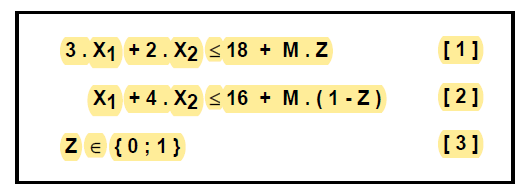 3 . X1 + 2 . X2 ≤ 18 + M . Z [ 1 ]
X1 + 4 . X2 ≤ 16 + M . ( 1 - Z ) [ 2 ]
Z ∈ { 0 ; 1 } [ 3 ]